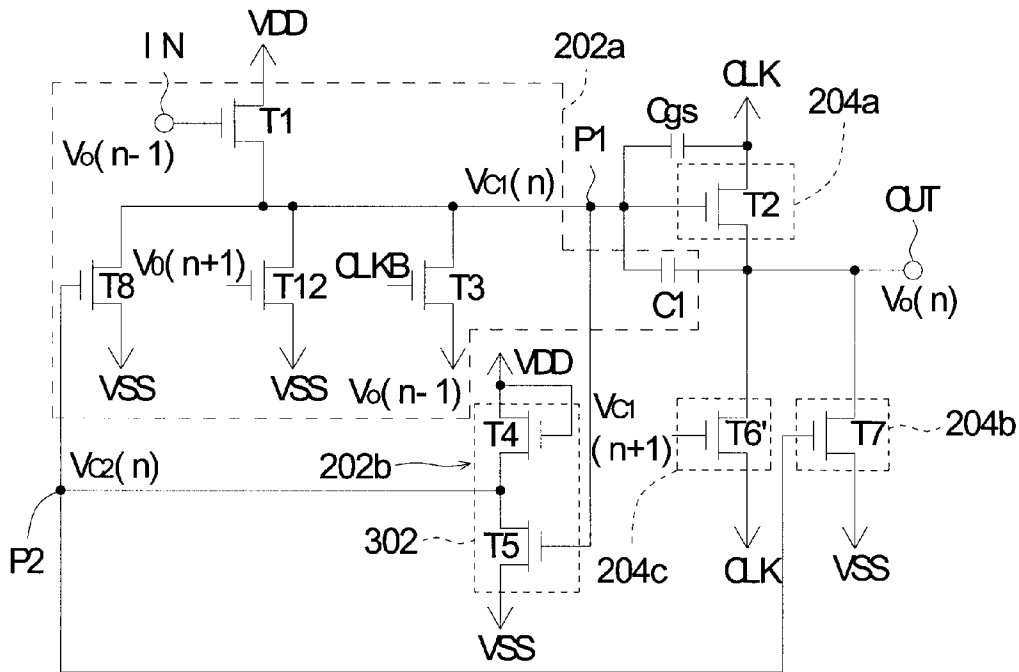 IN
VDD
202a
CLK
Cgs
204a
P1
T1
Vo(n-1)
VC1(n)
T2
OUT
Vo(n)
C1
T8
Vo(n+1)
T12
CLKB
T3
VSS
VSS
Vo(n-1)
VDD
T4
VC1
(n+1)
T6'
T7
204b
202b
VC2(n)
P2
302
T5
204c
CLK
VSS
VSS